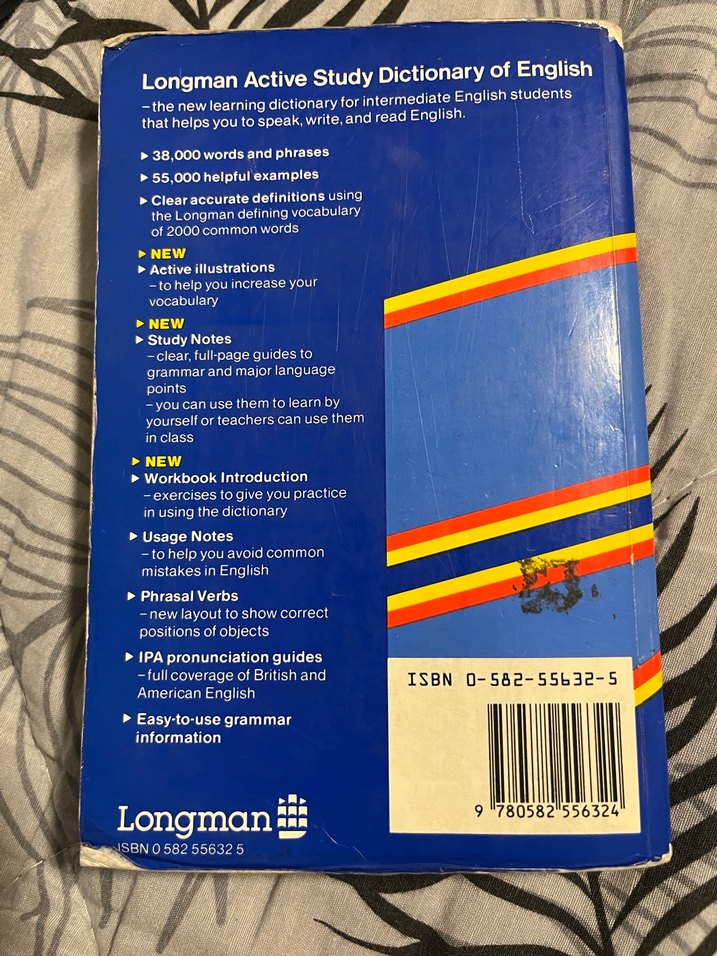 Longman Active Study Dictionary of English
–the new learning dictionary for intermediate English students
that helps you to speak, write, and read English.
38,000 words and phrases
55,000 helpful examples
Clear accurate definitions using
the Longman defining vocabulary
of 2000 common words
NEW
Active illustrations
–to help you increase your
vocabulary
NEW
Study Notes
–clear, full-page guides to
grammar and major language
points
–you can use them to learn by
yourself or teachers can use them
in class
NEW
Workbook Introduction
–exercises to give you practice
in using the dictionary
Usage Notes
–to help you avoid common
mistakes in English
Phrasal Verbs
–new layout to show correct
positions of objects
IPA pronunciation guides
–full coverage of British and
American English
Easy-to-use grammar
information
Longman
ISBN 0 582 55632 5
ISBN 0-582-55632-5
9 780582 556324